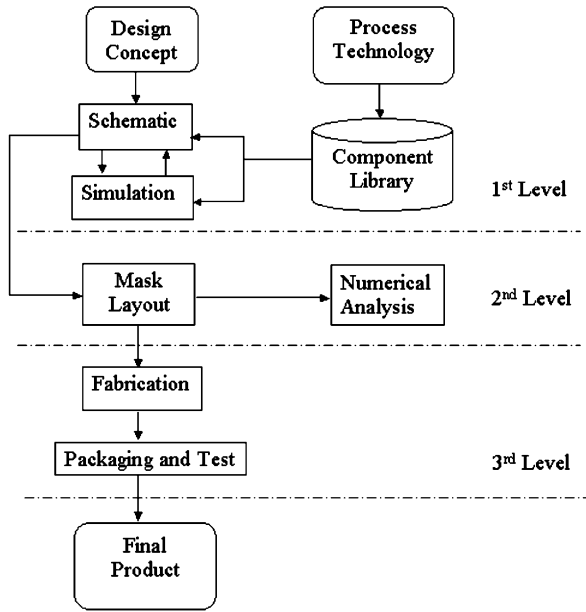 Design
Concept
Process
Technology
Schematic
Simulation
Component
Library
1st Level
Mask
Layout
Numerical
Analysis
2nd Level
Fabrication
Packaging and Test
3rd Level
Final
Product